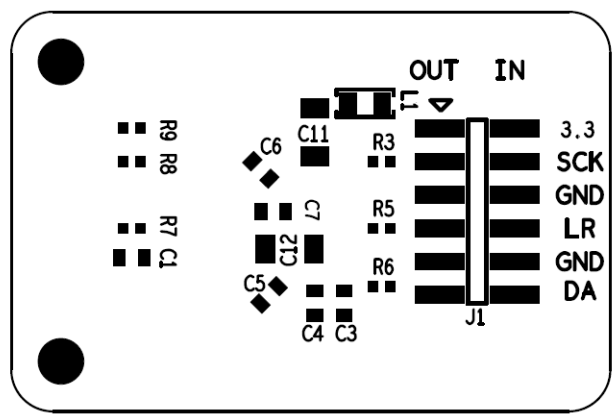 OUT IN
L1
3.3
C11
R9
R3
C6
SCK
R8
GND
C7
R5
LR
R7
C12
C1
GND
R6
C5
DA
J1
C4 C3